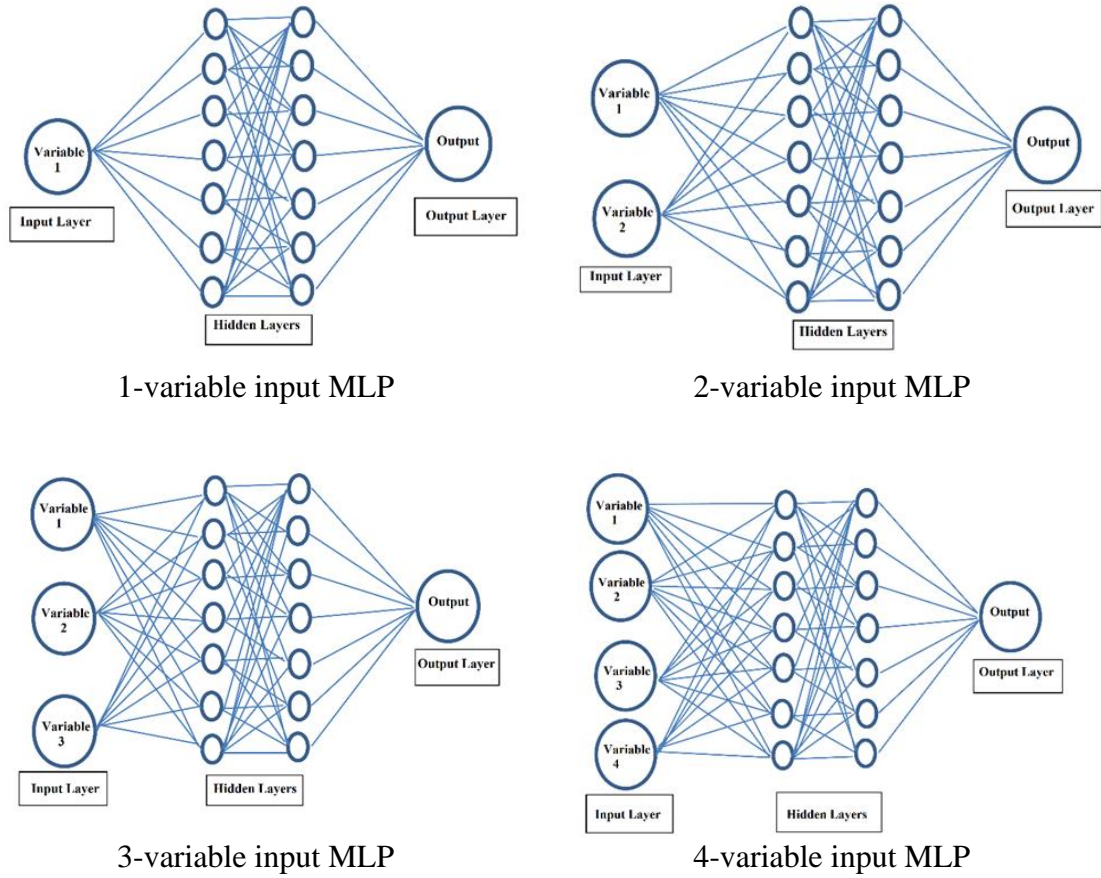 Variable
1
Input Layer
Hidden Layers
Output
Output Layer
1-variable input MLP
Variable
1
Variable
2
Input Layer
Hidden Layers
Output
Output Layer
2-variable input MLP
Variable
1
Variable
2
Variable
3
Input Layer
Hidden Layers
Output
Output Layer
3-variable input MLP
Variable
1
Variable
2
Variable
3
Variable
4
Input Layer
Hidden Layers
Output
Output Layer
4-variable input MLP